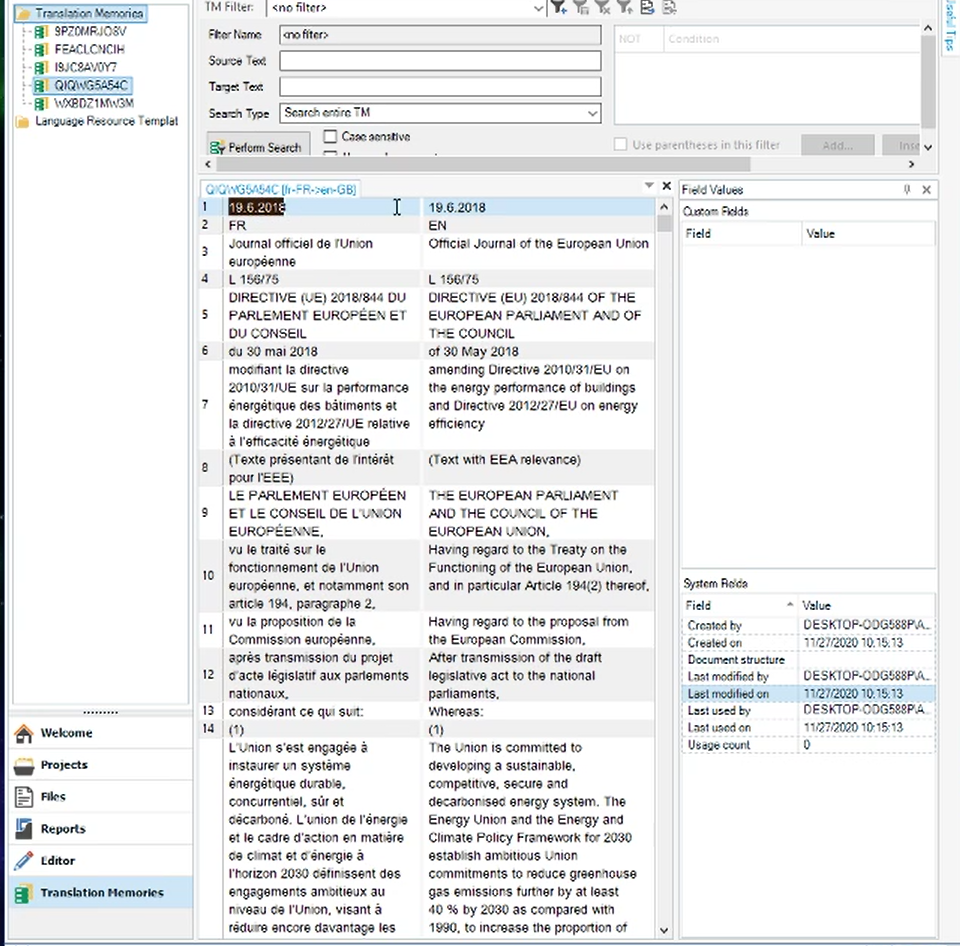 Translation Memories
9PZ0MRJO8V
FEACLCNCIH
I8JC8AV0Y7
QIQWG5A54C
WXBDZ1MW3M
Language Resource Templat
Welcome
Projects
Files
Reports
Editor
Translation Memories
TM Filter: <no filter>
Filter Name <no filter>
Source Text
Target Text
Search Type Search entire TM
Perform Search
Case sensitive
NOT Condition
Use parentheses in this filter
Add...
Inse
Useful Tips
QIQWG5A54C [fr-FR->en-GB]
1 19.6.2018 19.6.2018
2 FR EN
3 Journal officiel de l'Union Official Journal of the European Union
européenne
4 L 156/75 L 156/75
5 DIRECTIVE (UE) 2018/844 DU DIRECTIVE (EU) 2018/844 OF THE
PARLEMENT EUROPÉEN ET EUROPEAN PARLIAMENT AND OF
DU CONSEIL THE COUNCIL
6 du 30 mai 2018 of 30 May 2018
7 modifiant la directive amending Directive 2010/31/EU on
2010/31/UE sur la performance the energy performance of buildings
énergétique des bâtiments et and Directive 2012/27/EU on energy
la directive 2012/27/UE relative efficiency
à l'efficacité énergétique
8 (Texte présentant de l'intérêt (Text with EEA relevance)
pour l'EEE)
9 LE PARLEMENT EUROPÉEN THE EUROPEAN PARLIAMENT
ET LE CONSEIL DE L'UNION AND THE COUNCIL OF THE
EUROPÉENNE, EUROPEAN UNION,
10 vu le traité sur le Having regard to the Treaty on the
fonctionnement de l'Union Functioning of the European Union,
européenne, et notamment son and in particular Article 194(2) thereof,
article 194, paragraphe 2,
11 vu la proposition de la Having regard to the proposal from
Commission européenne, the European Commission,
12 après transmission du projet After transmission of the draft
d'acte législatif aux parlements legislative act to the national
nationaux, parliaments,
13 considérant ce qui suit: Whereas:
14 (1) (1)
L'Union s'est engagée à The Union is committed to
instaurer un système developing a sustainable,
énergétique durable, competitive, secure and
concurrentiel, sûr et decarbonised energy system. The
décarboné. L'union de l'énergie Energy Union and the Energy and
et le cadre d'action en matière Climate Policy Framework for 2030
de climat et d'énergie à establish ambitious Union
l'horizon 2030 définissent des commitments to reduce greenhouse
engagements ambitieux au gas emissions further by at least
niveau de l'Union, visant à 40 % by 2030 as compared with
réduire encore davantage les 1990, to increase the proportion of
Field Values
Custom Fields
Field Value
System Fields
Field Value
Created by DESKTOP-ODG588P\A...
Created on 11/27/2020 10:15:13
Document structure
Last modified by DESKTOP-ODG588P\A...
Last modified on 11/27/2020 10:15:13
Last used by DESKTOP-ODG588P\A...
Last used on 11/27/2020 10:15:13
Usage count 0